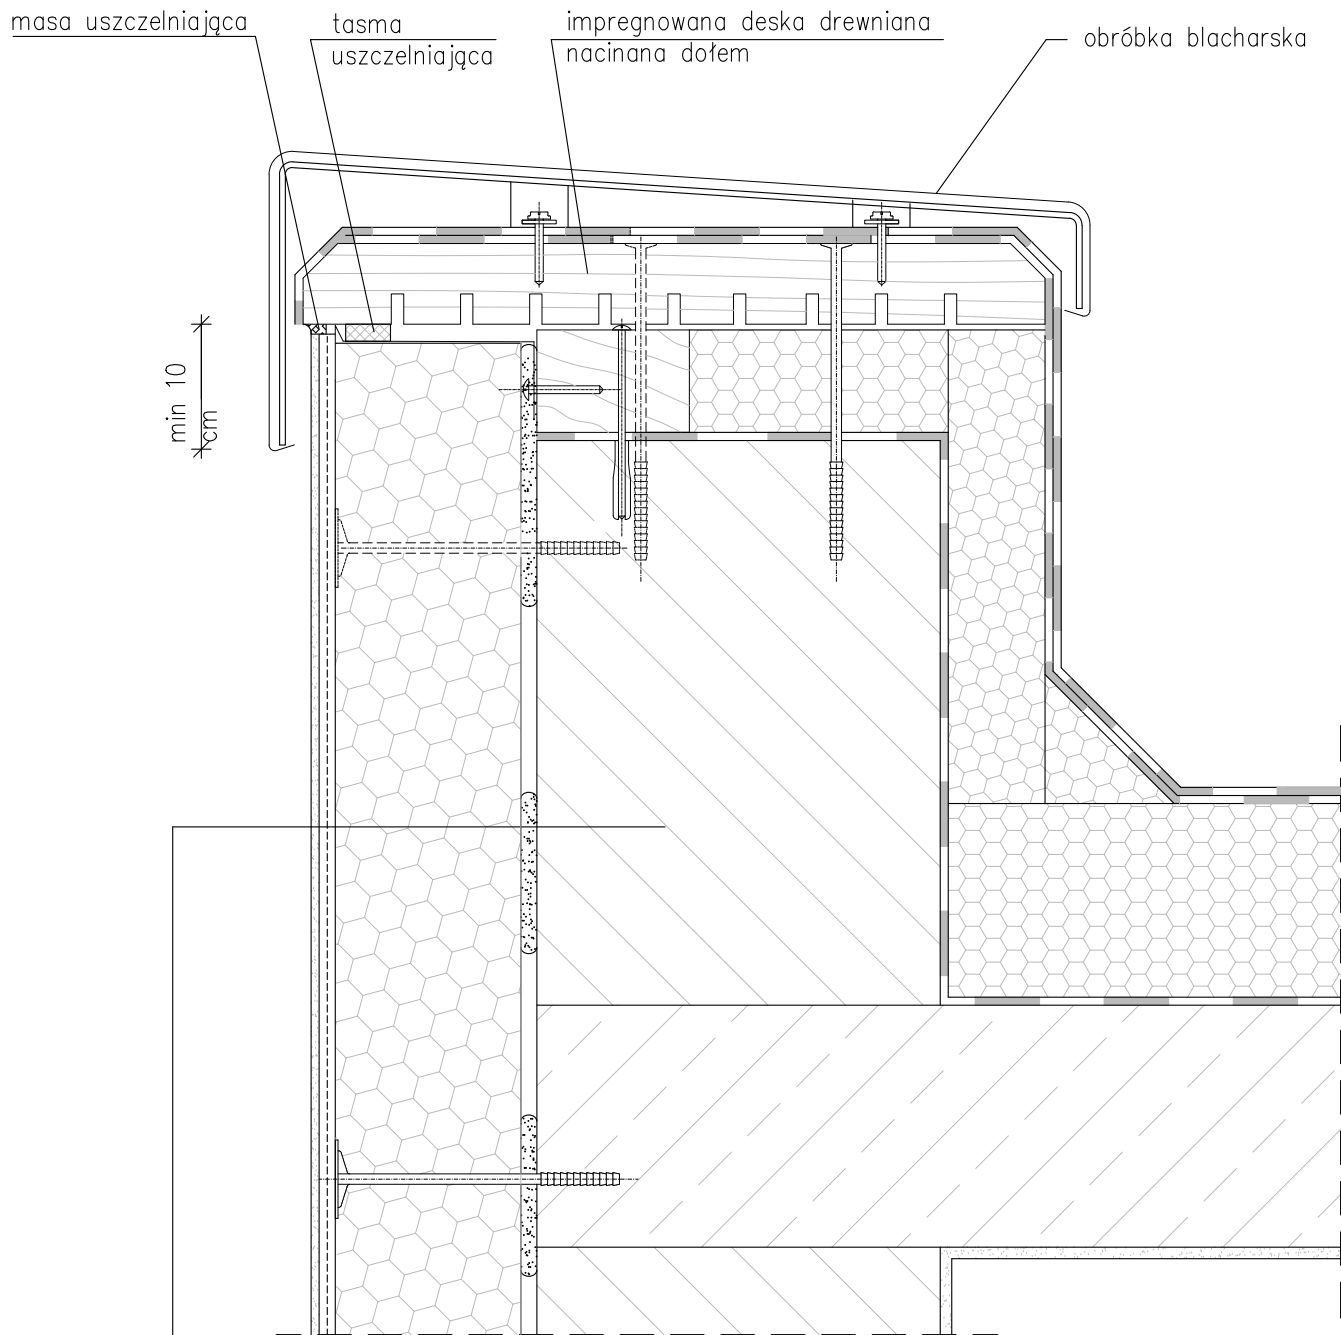 masa uszczelniająca
tasma
uszczelniająca
impregnowana deska drewniana
nacinana dołem
obróbka blacharska
min 10
cm